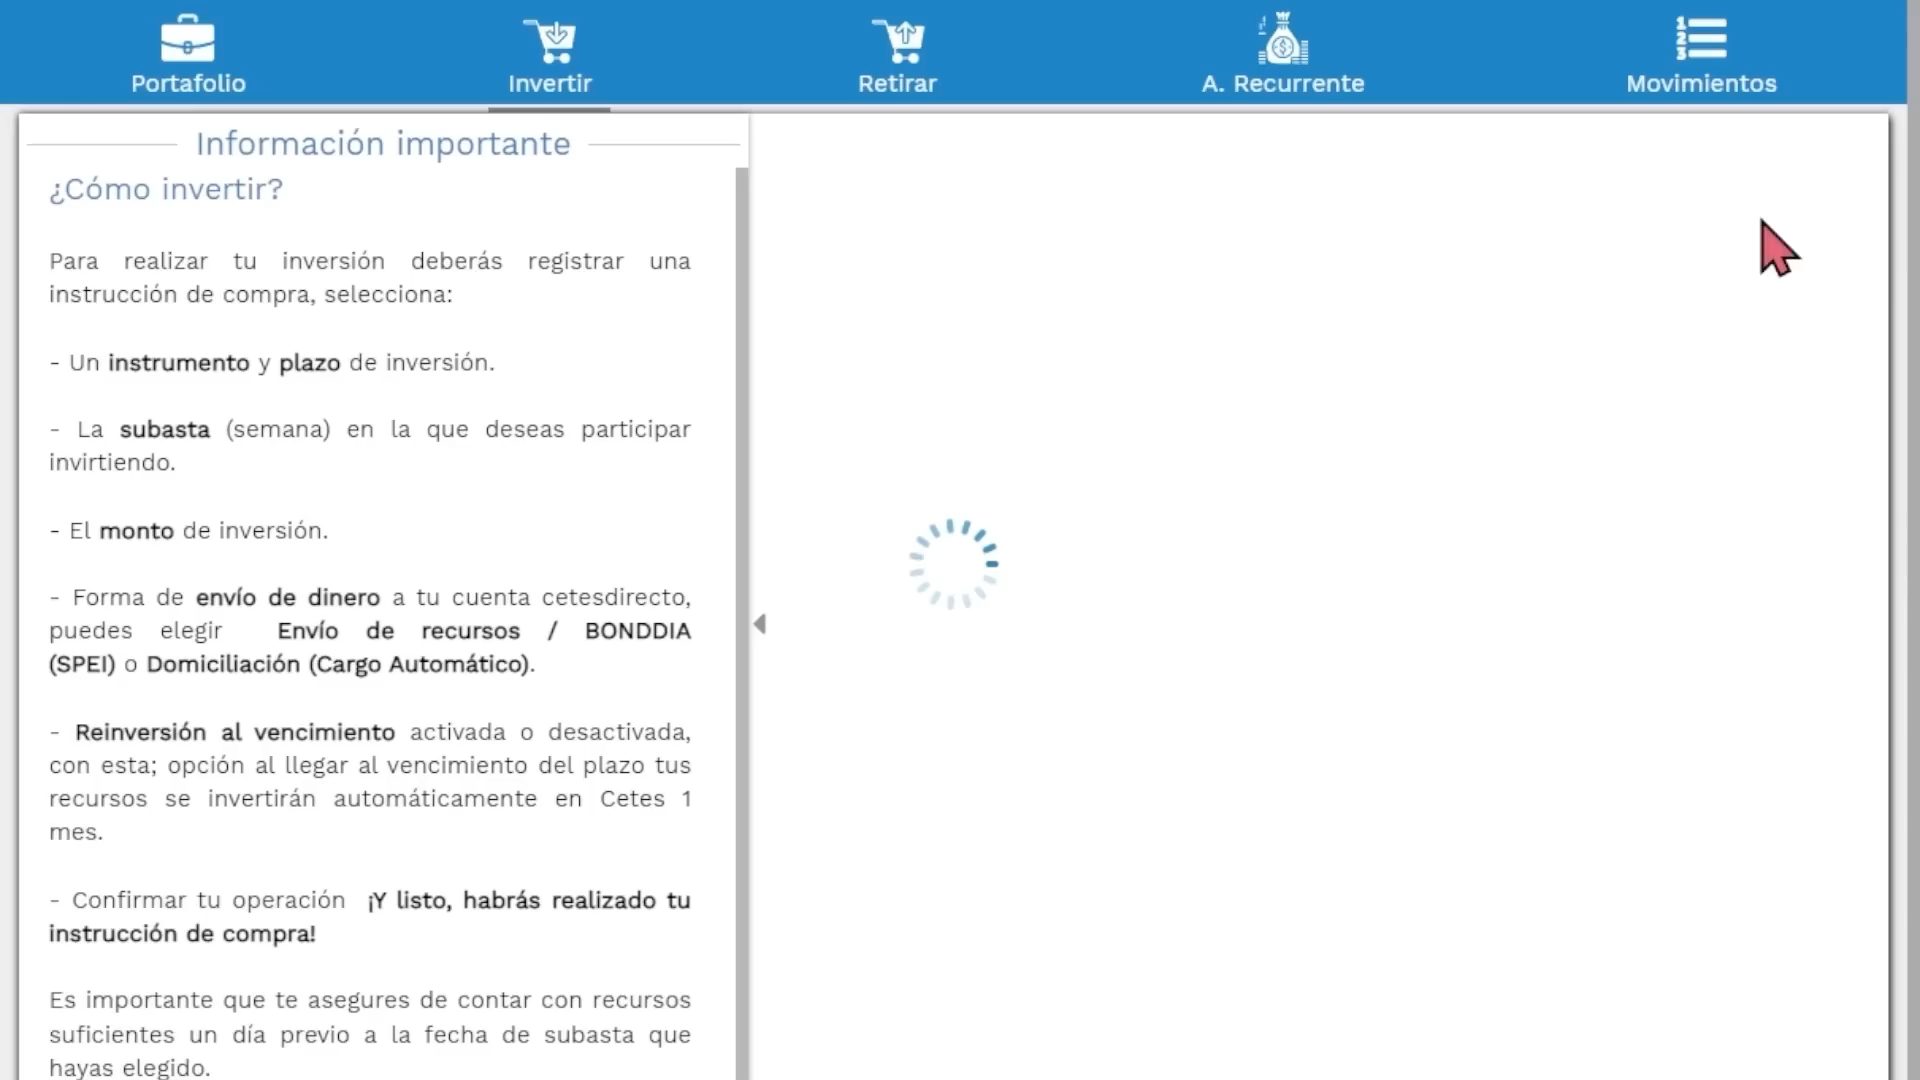 Portafolio
Invertir
Retirar
A. Recurrente
Movimientos
Información importante
¿Cómo invertir?
Para realizar tu inversión deberás registrar una
instrucción de compra, selecciona:
- Un instrumento y plazo de inversión.
- La subasta (semana) en la que deseas participar
invirtiendo.
- El monto de inversión.
- Forma de envío de dinero a tu cuenta cetesdirecto,
puedes elegir Envío de recursos / BONDDIA
(SPEI) o Domiciliación (Cargo Automático).
- Reinversión al vencimiento activada o desactivada,
con esta; opción al llegar al vencimiento del plazo tus
recursos se invertirán automáticamente en Cetes 1
mes.
- Confirmar tu operación ¡Y listo, habrás realizado tu
instrucción de compra!
Es importante que te asegures de contar con recursos
suficientes un día previo a la fecha de subasta que
hayas elegido.